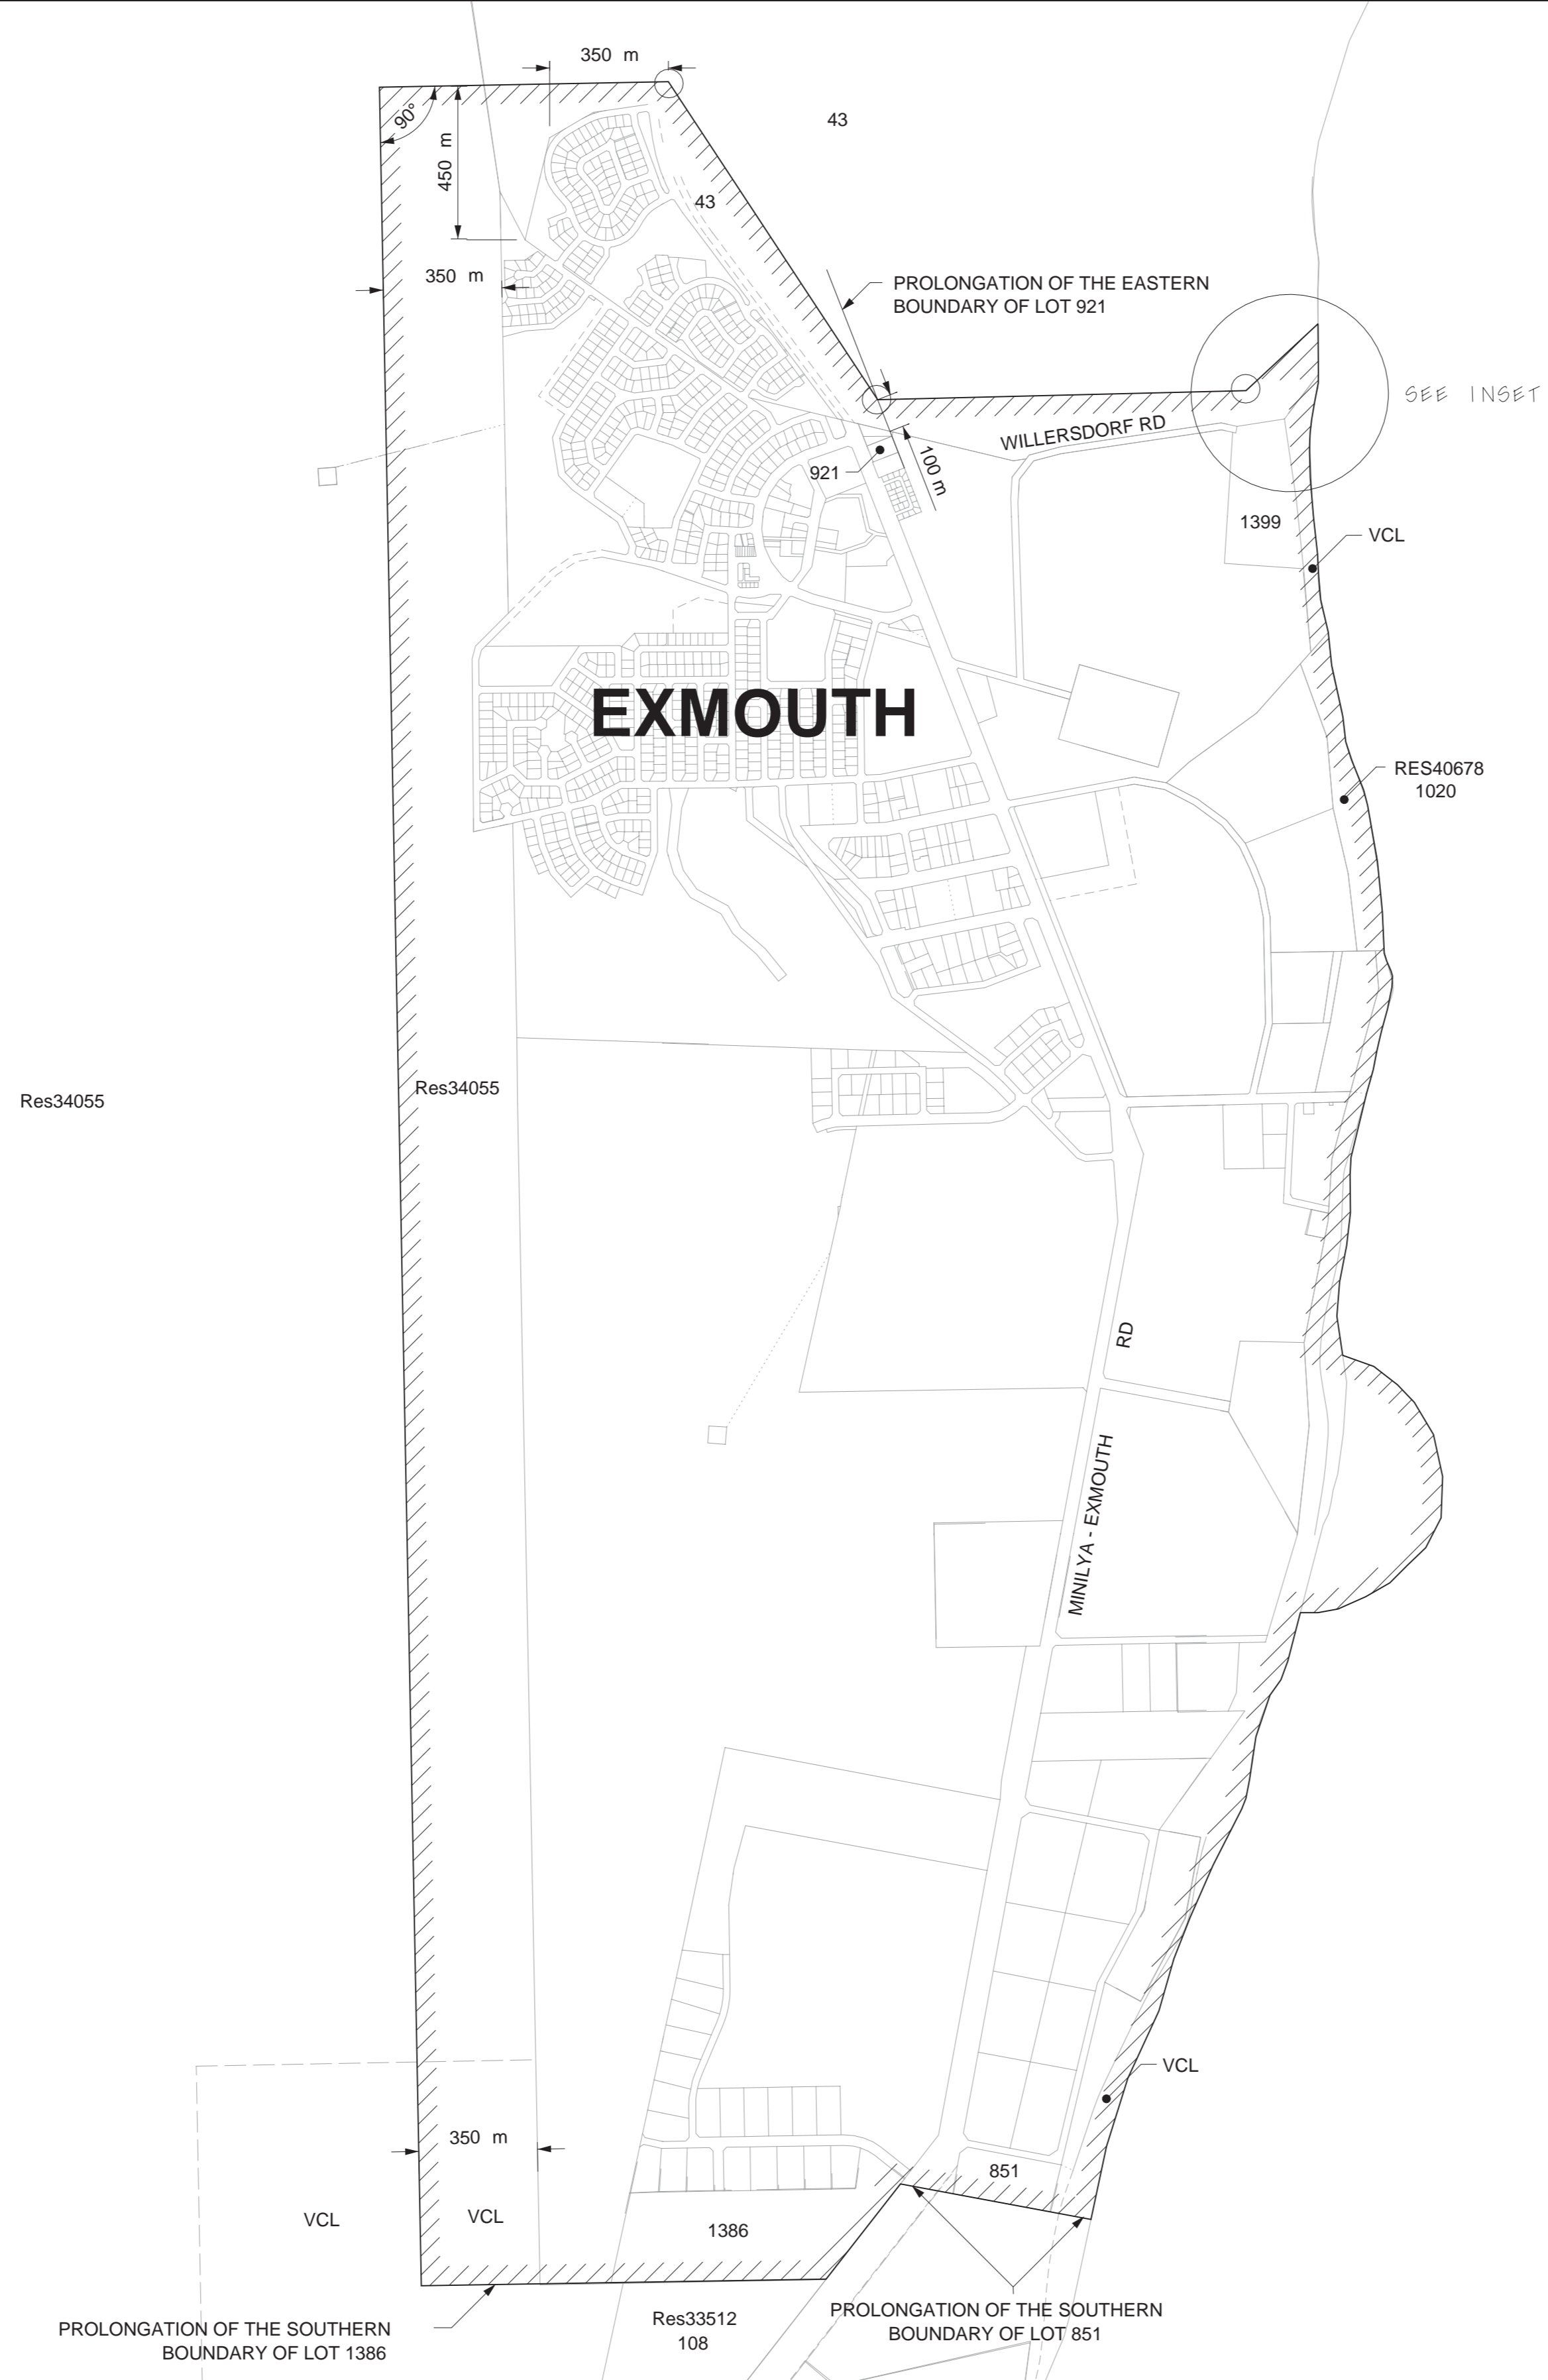 350 m
90°
450 m
43
43
350 m
PROLONGATION OF THE EASTERN
BOUNDARY OF LOT 921
SEE INSET
WILLERSDORF RD
921
100 m
1399
VCL
EXMOUTH
RES40678
1020
Res34055
Res34055
RD
MINILYA - EXMOUTH
VCL
350 m
851
VCL
VCL
1386
PROLONGATION OF THE SOUTHERN
BOUNDARY OF LOT 1386
Res33512
108
PROLONGATION OF THE SOUTHERN
BOUNDARY OF LOT 851